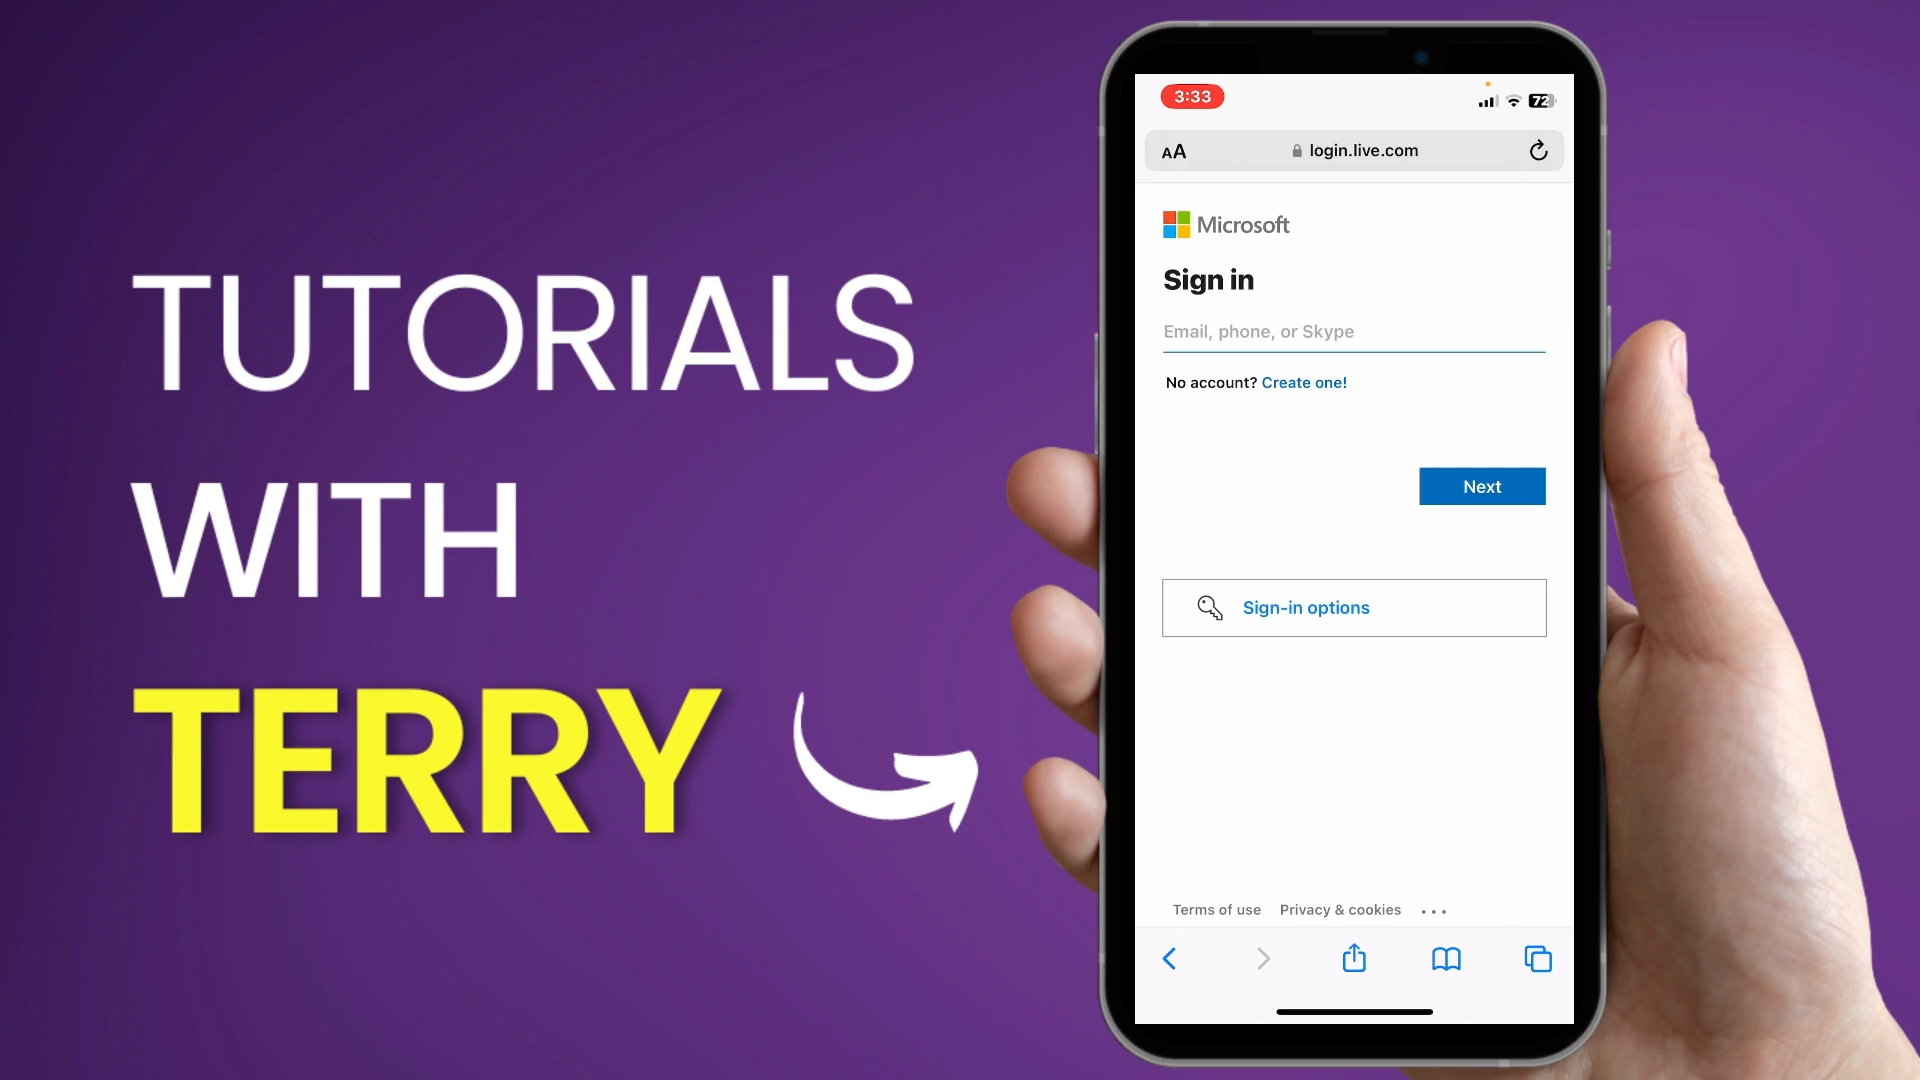 TUTORIALS
WITH
TERRY
3:33
72
AA
login.live.com
Microsoft
Sign in
Email, phone, or Skype
No account? Create one!
Next
Sign-in options
Terms of use Privacy & cookies ...